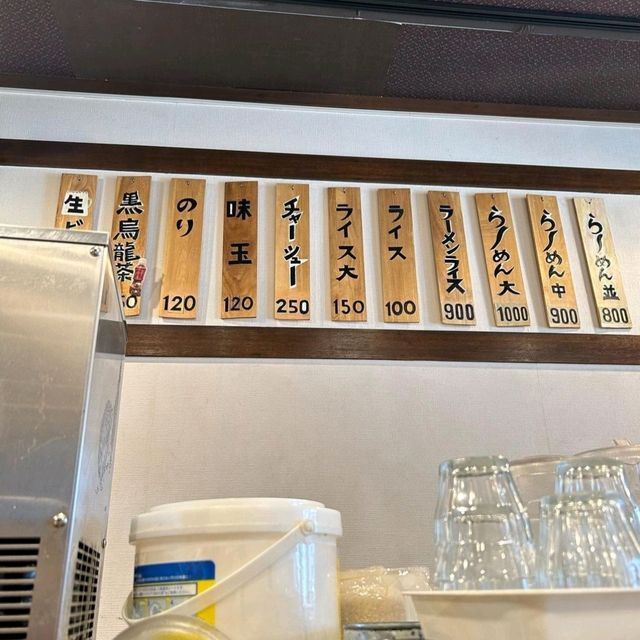 らーめん並
800
らーめん中
900
らーめん大
1000
ラーメンライス
900
ライス
100
ライス大
150
チャーシュー
250
味玉
120
のり
120
黒烏龍茶
生ビ